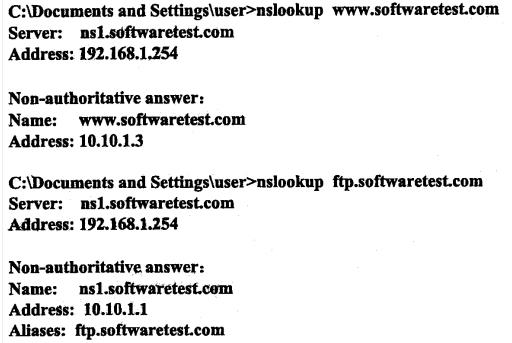 C:\Documents and Settings\user>nslookup www.softwaretest.com
Server: ns1.softwaretest.com
Address: 192.168.1.254
Non-authoritative answer:
Name: www.softwaretest.com
Address: 10.10.1.3
C:\Documents and Settings\user>nslookup ftp.softwaretest.com
Server: ns1.softwaretest.com
Address: 192.168.1.254
Non-authoritative answer:
Name: ns1.softwaretest.com
Address: 10.10.1.1
Aliases: ftp.softwaretest.com